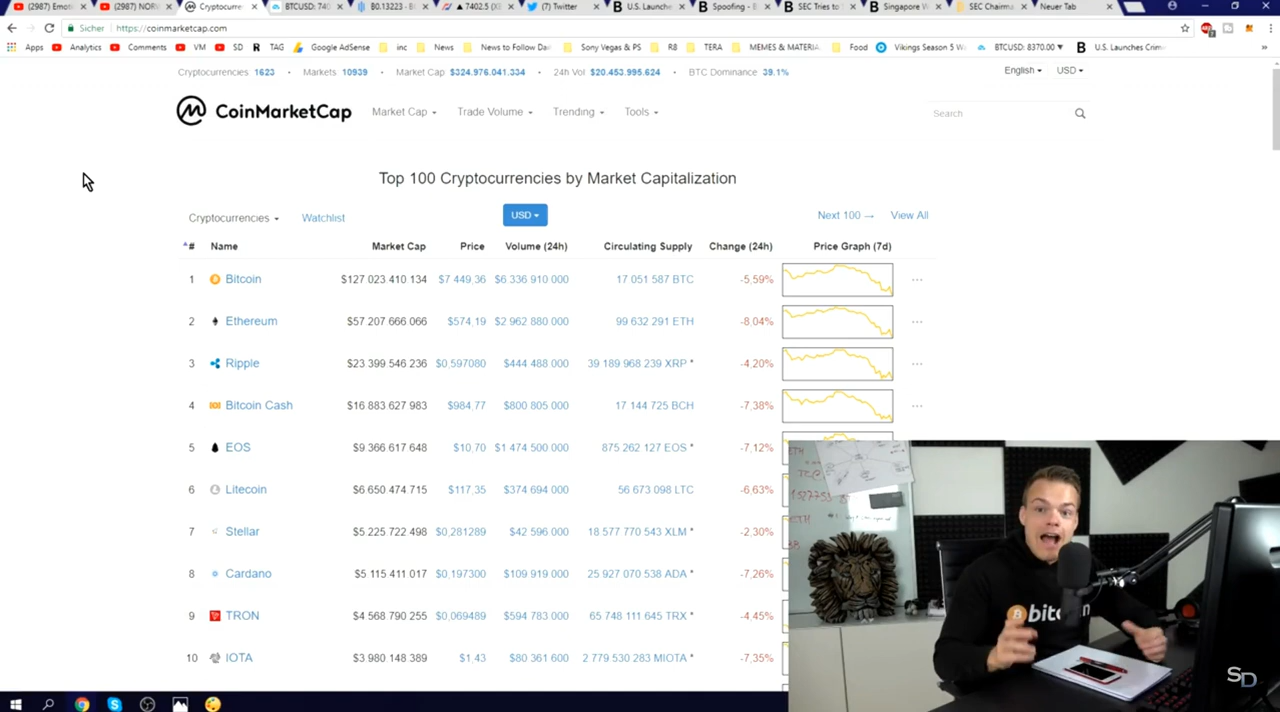 (2987) Emoti
(2987) NOR
Cryptocurre
BTCUSD: 740
₿0.13223 - B
▲ 7402.5 (XE
(1) Twitter
U.S. Launche
Spoofing - B
SEC Tries to
Singapore W
SEC Chairma
Neuer Tab
Sicher https://coinmarketcap.com
Apps Analytics Comments VM SD R TAG Google AdSense inc News News to Follow Dai Sony Vegas & PS R8 TERA MEMES & MATERIA Food Vikings Season 5 BTCUSD: 8370.00 ▼ U.S. Launches Crim
Cryptocurrencies 1623 • Markets 10939 • Market Cap $324.976.041.334 • 24h Vol $20.453.995.624 • BTC Dominance 39.1%
English USD
CoinMarketCap Market Cap Trade Volume Trending Tools
Search
Top 100 Cryptocurrencies by Market Capitalization
Cryptocurrencies Watchlist USD Next 100 → View All
# Name Market Cap Price Volume (24h) Circulating Supply Change (24h) Price Graph (7d)
1 Bitcoin $127 023 410 134 $7 449,36 $6 336 910 000 17 051 587 BTC -5,59%
2 Ethereum $57 207 666 066 $574,19 $2 962 880 000 99 632 291 ETH -8,04%
3 Ripple $23 399 546 236 $0,597080 $444 488 000 39 189 968 239 XRP * -4,20%
4 Bitcoin Cash $16 883 627 983 $984,77 $800 805 000 17 144 725 BCH -7,38%
5 EOS $9 366 617 648 $10,70 $1 474 500 000 875 262 127 EOS * -7,12%
6 Litecoin $6 650 474 715 $117,35 $374 694 000 56 673 098 LTC -6,63%
7 Stellar $5 225 722 498 $0,281289 $42 596 000 18 577 770 543 XLM * -2,30%
8 Cardano $5 115 411 017 $0,197300 $109 919 000 25 927 070 538 ADA * -7,26%
9 TRON $4 568 790 255 $0,069489 $594 783 000 65 748 111 645 TRX * -4,45%
10 IOTA $3 980 148 389 $1,43 $80 361 600 2 779 530 283 MIOTA * -7,35%
bitcoin
SD